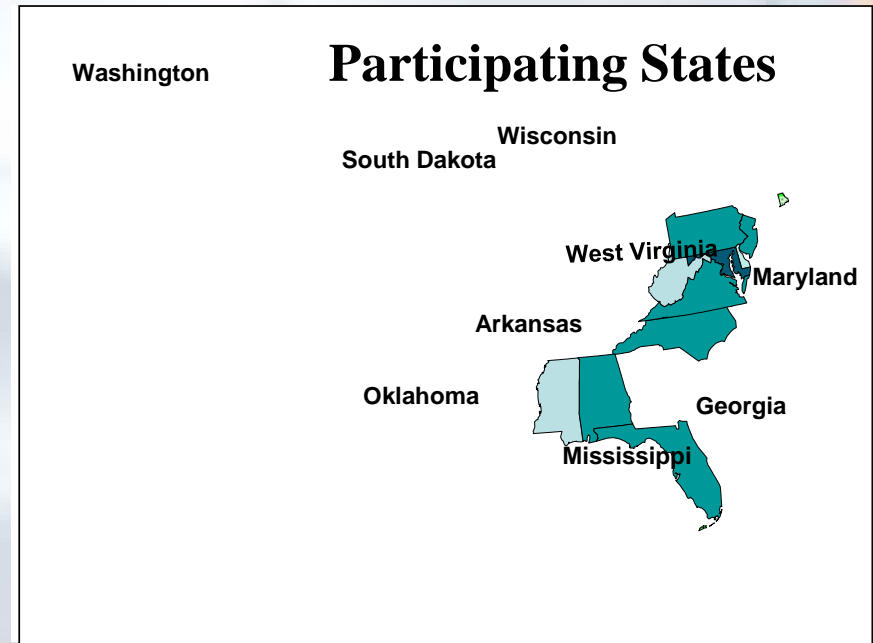 Participating States
Washington
Wisconsin
South Dakota
West Virginia
Maryland
Arkansas
Oklahoma
Georgia
Mississippi